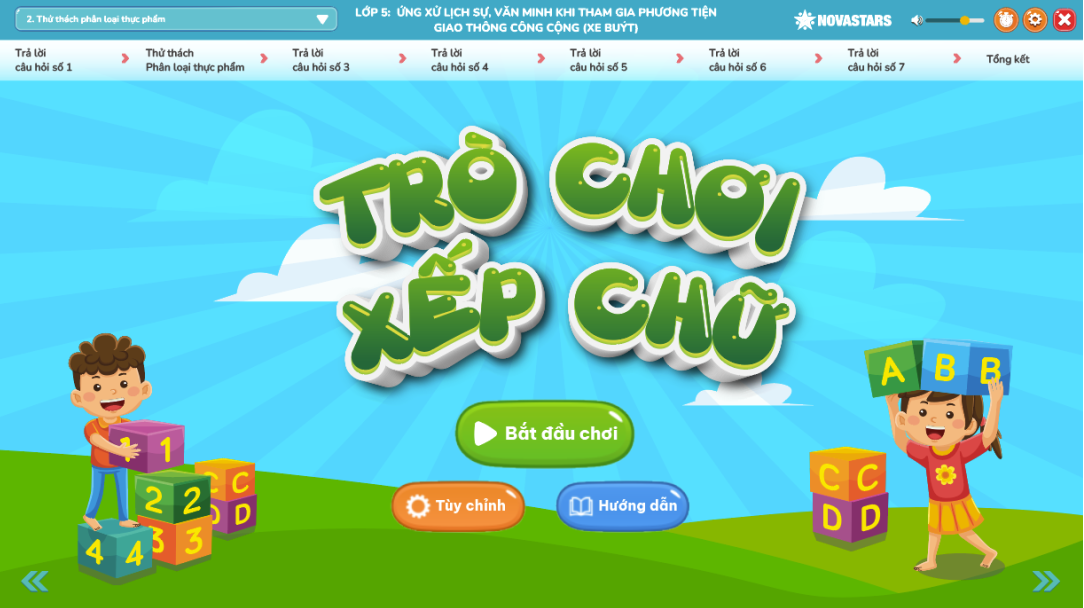 2. Thử thách phân loại thực phẩm
LỚP 5: ỨNG XỬ LỊCH SỰ, VĂN MINH KHI THAM GIA PHƯƠNG TIỆN
GIAO THÔNG CÔNG CỘNG (XE BUÝT)
NOVASTARS
Trả lời
câu hỏi số 1
Thử thách
Phân loại thực phẩm
Trả lời
câu hỏi số 3
Trả lời
câu hỏi số 4
Trả lời
câu hỏi số 5
Trả lời
câu hỏi số 6
Trả lời
câu hỏi số 7
Tổng kết
TRÒ CHƠI
XẾP CHỮ
Bắt đầu chơi
Tùy chỉnh
Hướng dẫn
1 1
2 2
3 3
4 4
C C
D D
A B B
C C
D D